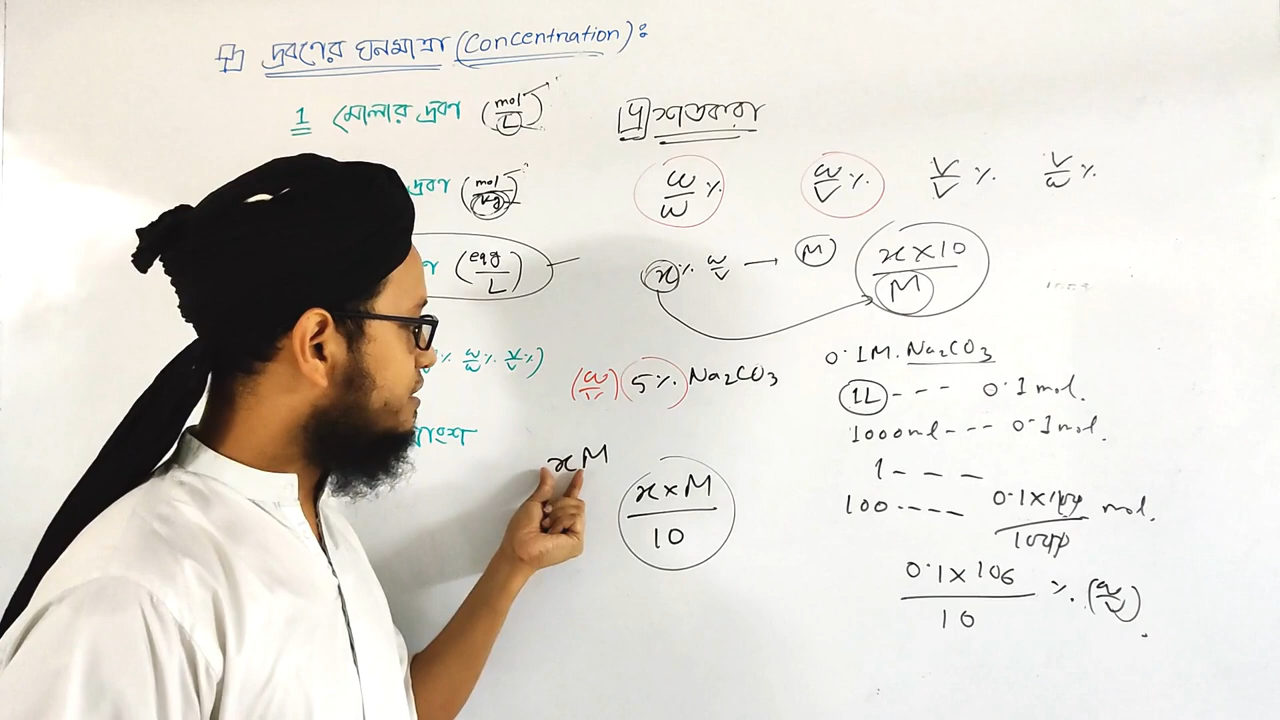 দ্রবণের ঘনমাত্রা (Concentration) :
1 মোলার দ্রবণ (mol/L)
দ্রবণ (mol/kg)
(eqg/L)
% w/w % v/v %)
শতকরা
w/w % w/v % v/v % v/w %
x % w/v → M x×10/M
(w/v) 5% Na2CO3
xM
x×M/10
0.1M Na2CO3
1L --- 0.1 mol.
1000ml --- 0.1 mol.
1 ---
100 ---- 0.1×100/1000 mol.
0.1×106/10 % (w/v)